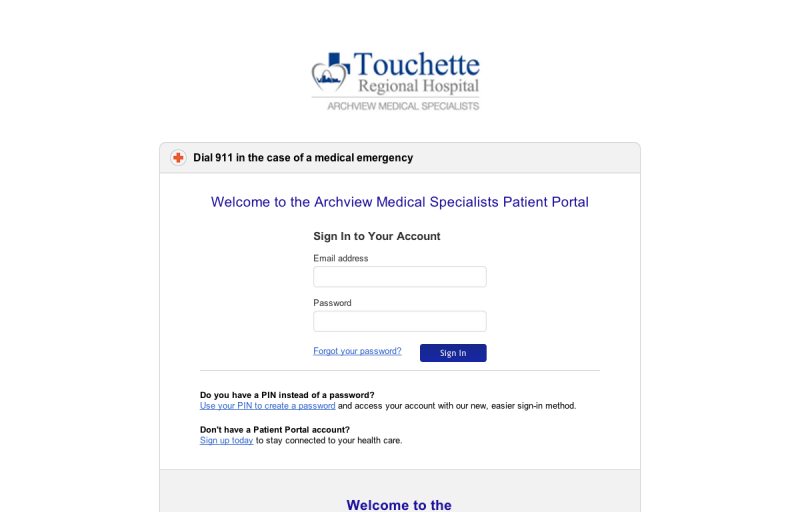 Touchette
Regional Hospital
ARCHVIEW MEDICAL SPECIALISTS
Dial 911 in the case of a medical emergency
Welcome to the Archview Medical Specialists Patient Portal
Sign In to Your Account
Email address
Password
Forgot your password?
Sign In
Do you have a PIN instead of a password?
Use your PIN to create a password and access your account with our new, easier sign-in method.
Don't have a Patient Portal account?
Sign up today to stay connected to your health care.
Welcome to the